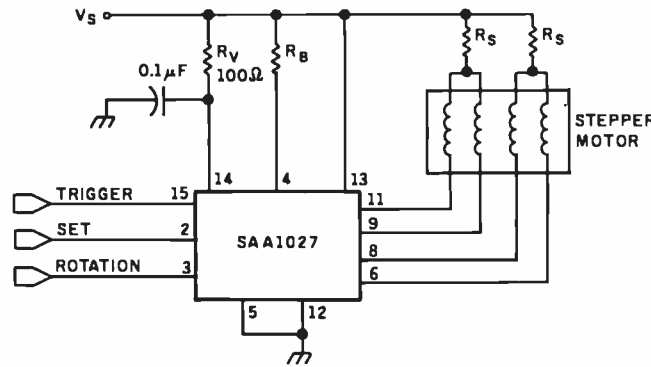 VS
RV
100Ω
RB
RS
RS
0.1µF
STEPPER
MOTOR
14
4
13
TRIGGER
15
11
SET
2
SAA1027
9
ROTATION
3
8
6
5
12